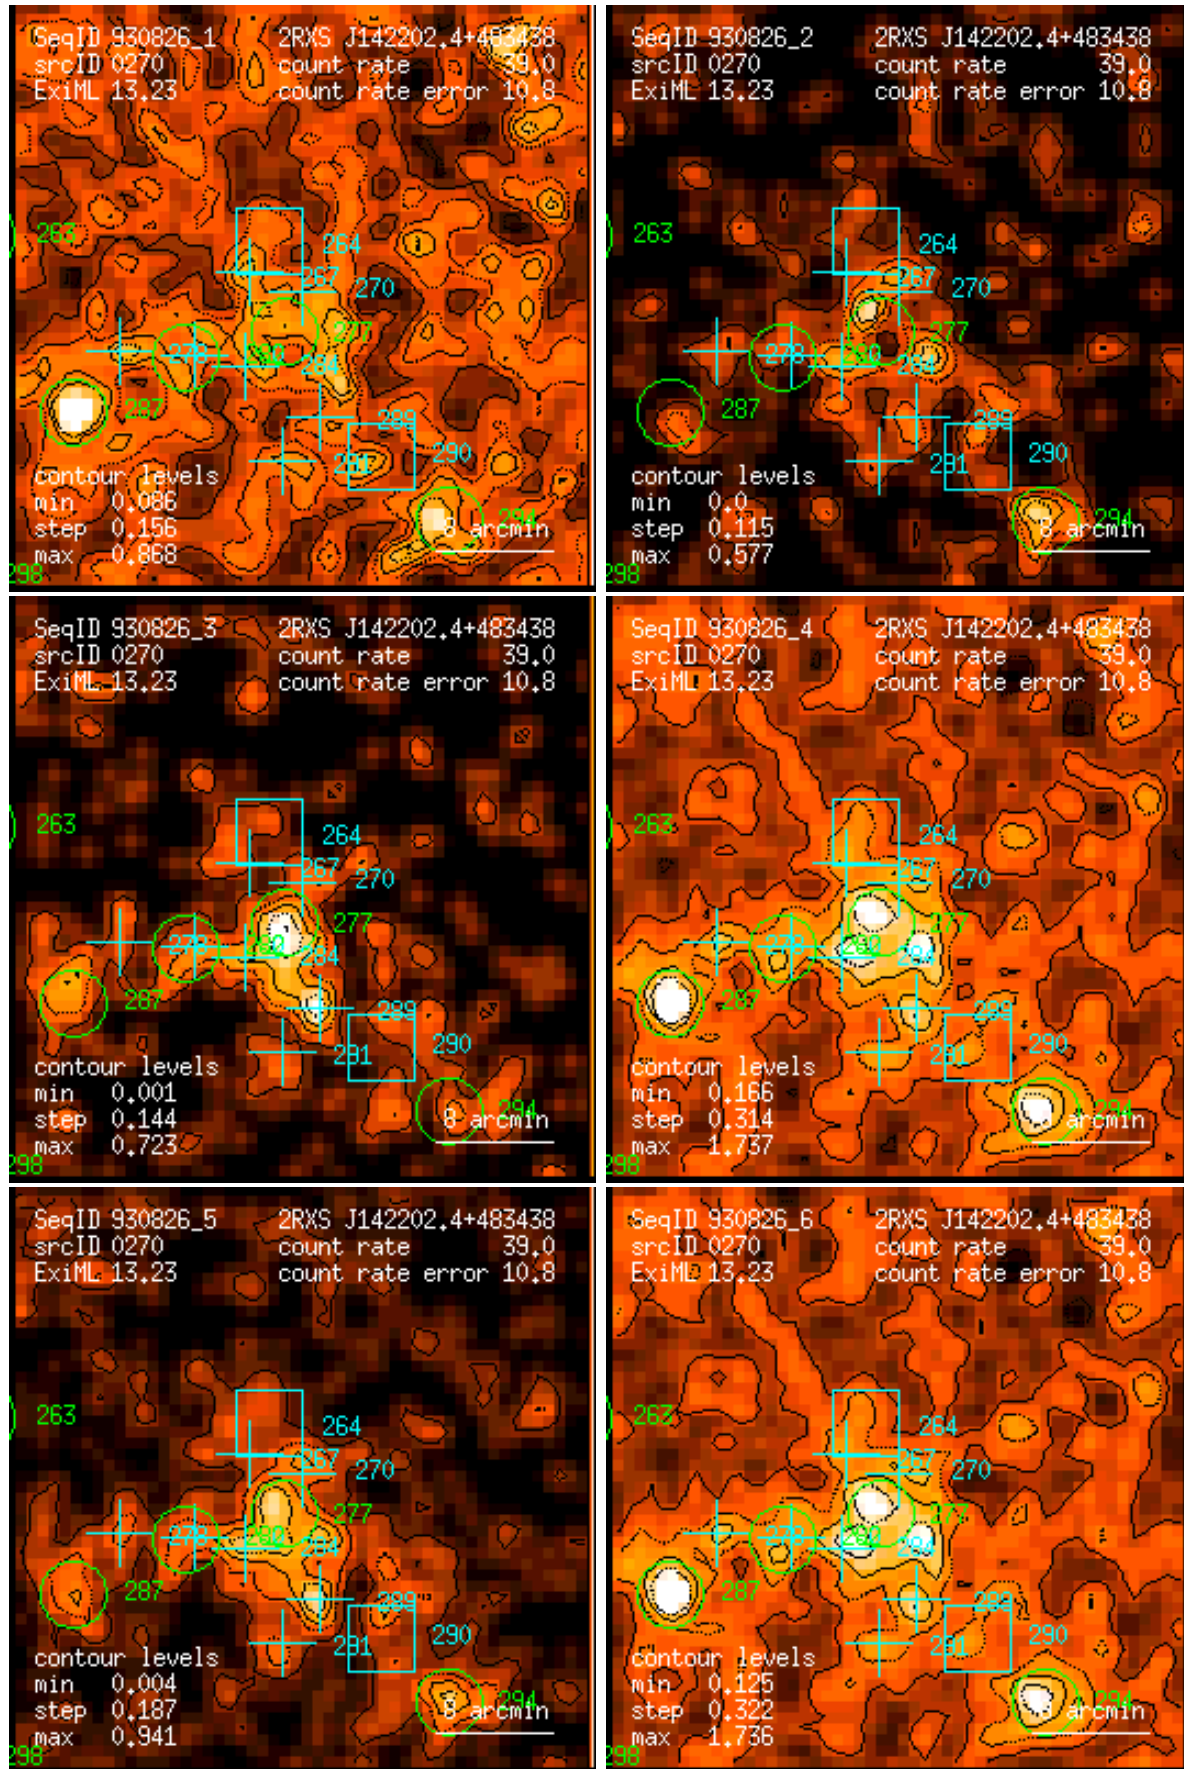 SeqID 930826_1 2RXS J142202.4+483438
srcID 0270 count rate 39.0
ExiML 13.23 count rate error 10.8
263
264
267
270
277
278
280
284
287
289
290
291
contour levels
min 0.086
step 0.156
max 0.868
294
8 arcmin
298
SeqID 930826_2 2RXS J142202.4+483438
srcID 0270 count rate 39.0
ExiML 13.23 count rate error 10.8
263
264
267
270
277
278
280
284
287
289
290
291
contour levels
min 0.0
step 0.115
max 0.577
294
8 arcmin
298
SeqID 930826_3 2RXS J142202.4+483438
srcID 0270 count rate 39.0
ExiML 13.23 count rate error 10.8
263
264
267
270
277
278
280
284
287
289
290
291
contour levels
min 0.001
step 0.144
max 0.723
294
8 arcmin
298
SeqID 930826_4 2RXS J142202.4+483438
srcID 0270 count rate 39.0
ExiML 13.23 count rate error 10.8
263
264
267
270
277
278
280
284
287
289
290
291
contour levels
min 0.166
step 0.314
max 1.737
294
arcmin
298
SeqID 930826_5 2RXS J142202.4+483438
srcID 0270 count rate 39.0
ExiML 13.23 count rate error 10.8
263
264
267
270
277
278
280
284
287
289
290
291
contour levels
min 0.004
step 0.187
max 0.941
294
8 arcmin
298
SeqID 930826_6 2RXS J142202.4+483438
srcID 0270 count rate 39.0
ExiML 13.23 count rate error 10.8
263
264
267
270
277
278
280
284
287
289
290
291
contour levels
min 0.125
step 0.322
max 1.736
294
arcmin
298